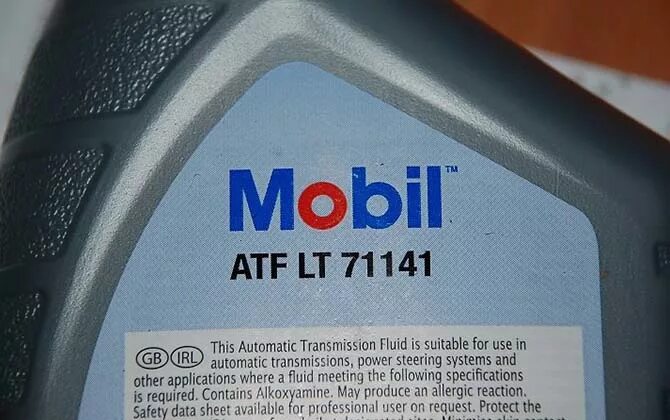 Mobil™
ATF LT 71141
GB IRL This Automatic Transmission Fluid is suitable for use in
automatic transmissions, power steering systems and
other applications where a fluid meeting the following specifications
is required. Contains Alkoxyamine. May produce an allergic reaction.
Safety data sheet available for professional user on request. Protect the